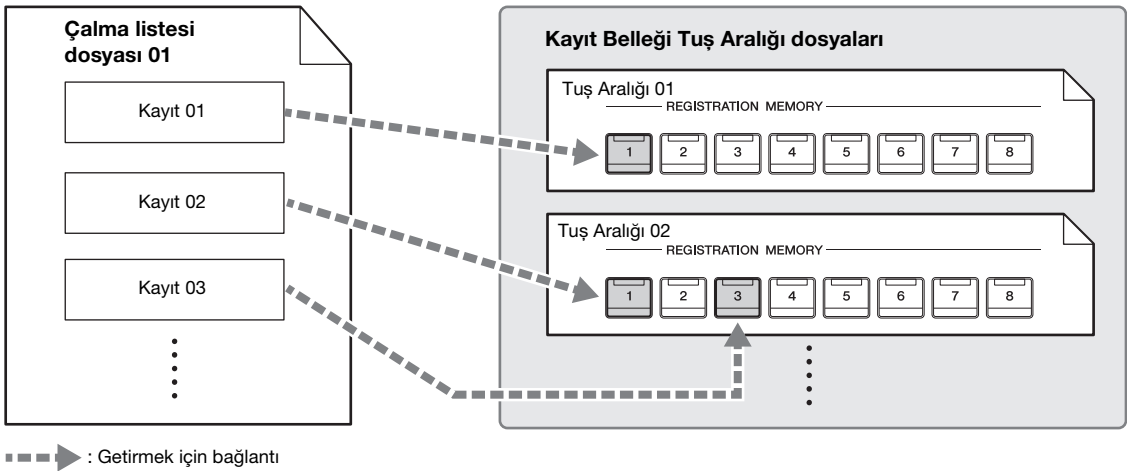 Çalma listesi
dosyası 01
Kayıt 01
Kayıt 02
Kayıt 03
Kayıt Belleği Tuş Aralığı dosyaları
Tuş Aralığı 01
REGISTRATION MEMORY
1 2 3 4 5 6 7 8
Tuş Aralığı 02
REGISTRATION MEMORY
1 2 3 4 5 6 7 8
: Getirmek için bağlantı